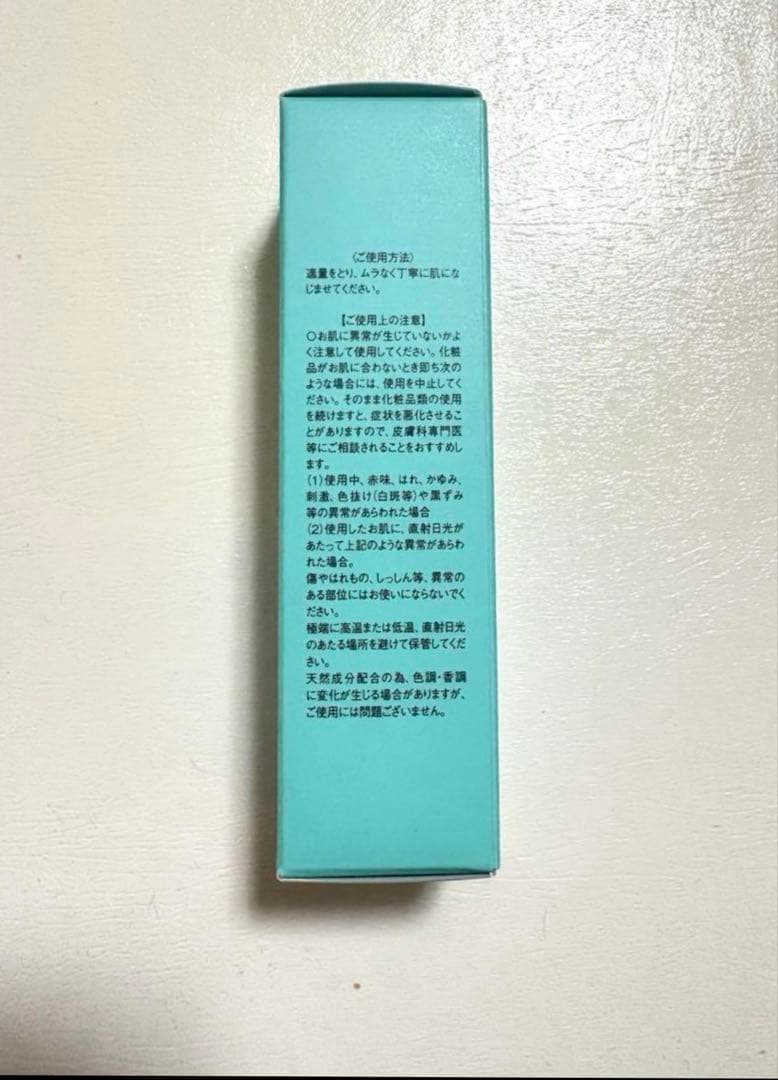 〈ご使用方法〉
適量をとり、ムラなく丁寧に肌にな
じませてください。
【ご使用上の注意】
○お肌に異常が生じていないかよ
く注意して使用してください。化粧
品がお肌に合わないとき即ち次の
ような場合には、使用を中止してく
ださい。そのまま化粧品類の使用
を続けますと、症状を悪化させるこ
とがありますので、皮膚科専門医
等にご相談されることをおすすめし
ます。
(1)使用中、赤味、はれ、かゆみ、
刺激、色抜け(白斑等)や黒ずみ
等の異常があらわれた場合
(2)使用したお肌に、直射日光が
あたって上記のような異常があらわ
れた場合。
傷やはれもの、しっしん等、異常の
ある部位にはお使いにならないでく
ださい。
極端に高温または低温、直射日光
のあたる場所を避けて保管してくだ
さい。
天然成分配合の為、色調・香調
に変化が生じる場合がありますが、
ご使用には問題ございません。